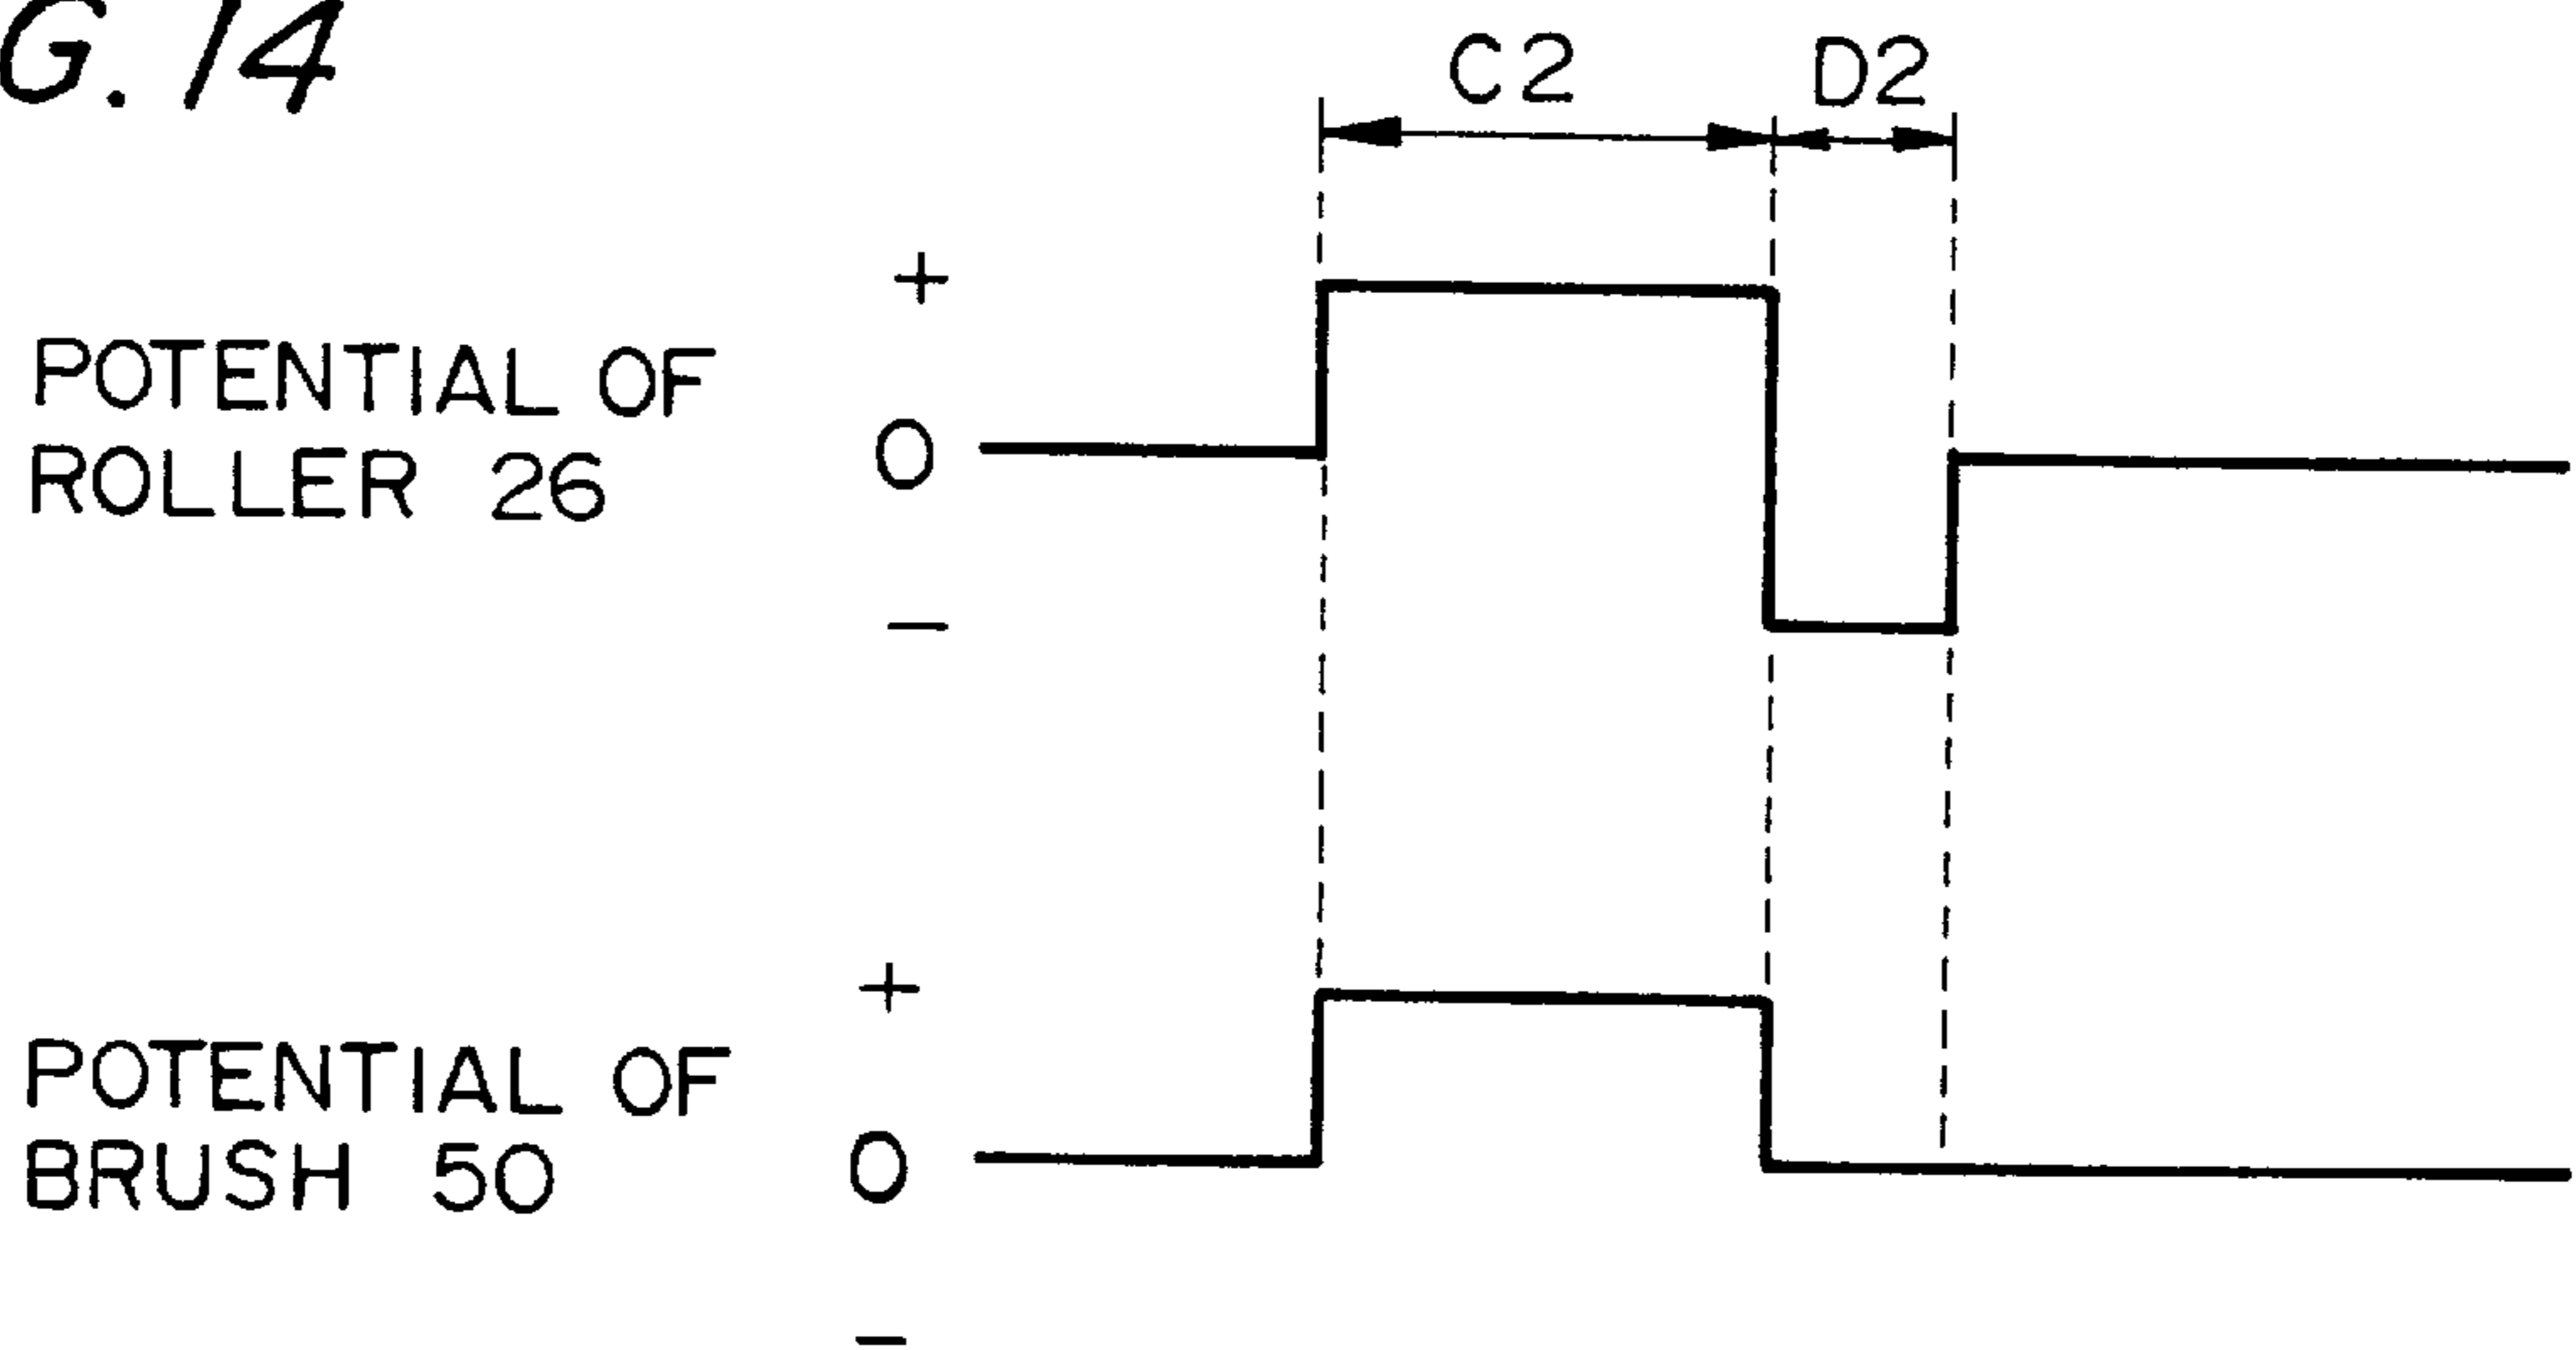 G. 14
C2 D2
+
POTENTIAL OF
ROLLER 26
0
−
+
POTENTIAL OF
BRUSH 50
0
−